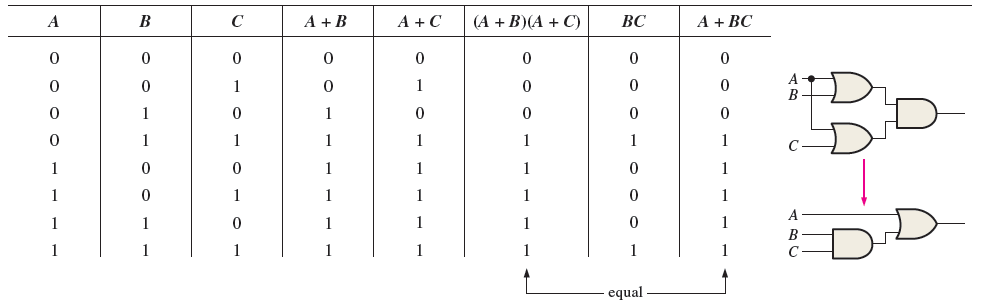 A B C A + B A + C (A + B)(A + C) BC A + BC
0 0 0 0 0 0 0 0
0 0 1 0 1 0 0 0
0 1 0 1 0 0 0 0
0 1 1 1 1 1 1 1
1 0 0 1 1 1 0 1
1 0 1 1 1 1 0 1
1 1 0 1 1 1 0 1
1 1 1 1 1 1 1 1
equal
A
B
C
A
B
C